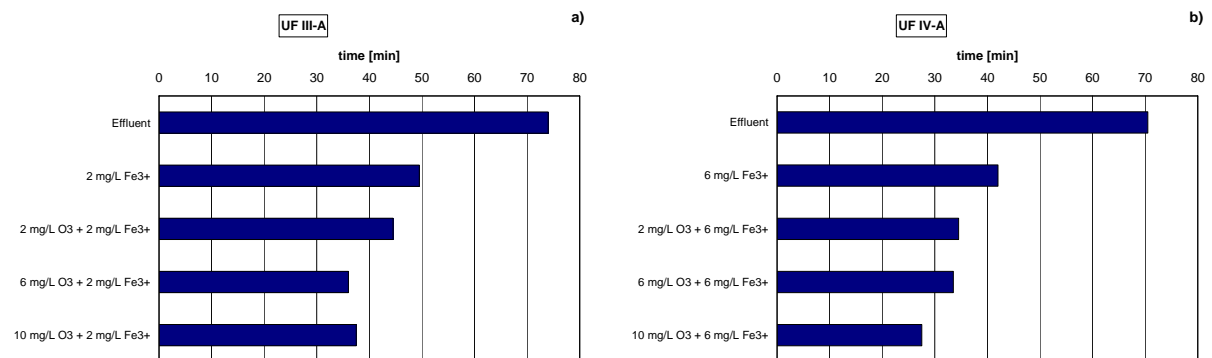 a)
UF III-A
time [min]
0 10 20 30 40 50 60 70 80
Effluent
2 mg/L Fe3+
2 mg/L O3 + 2 mg/L Fe3+
6 mg/L O3 + 2 mg/L Fe3+
10 mg/L O3 + 2 mg/L Fe3+
b)
UF IV-A
time [min]
0 10 20 30 40 50 60 70 80
Effluent
6 mg/L Fe3+
2 mg/L O3 + 6 mg/L Fe3+
6 mg/L O3 + 6 mg/L Fe3+
10 mg/L O3 + 6 mg/L Fe3+